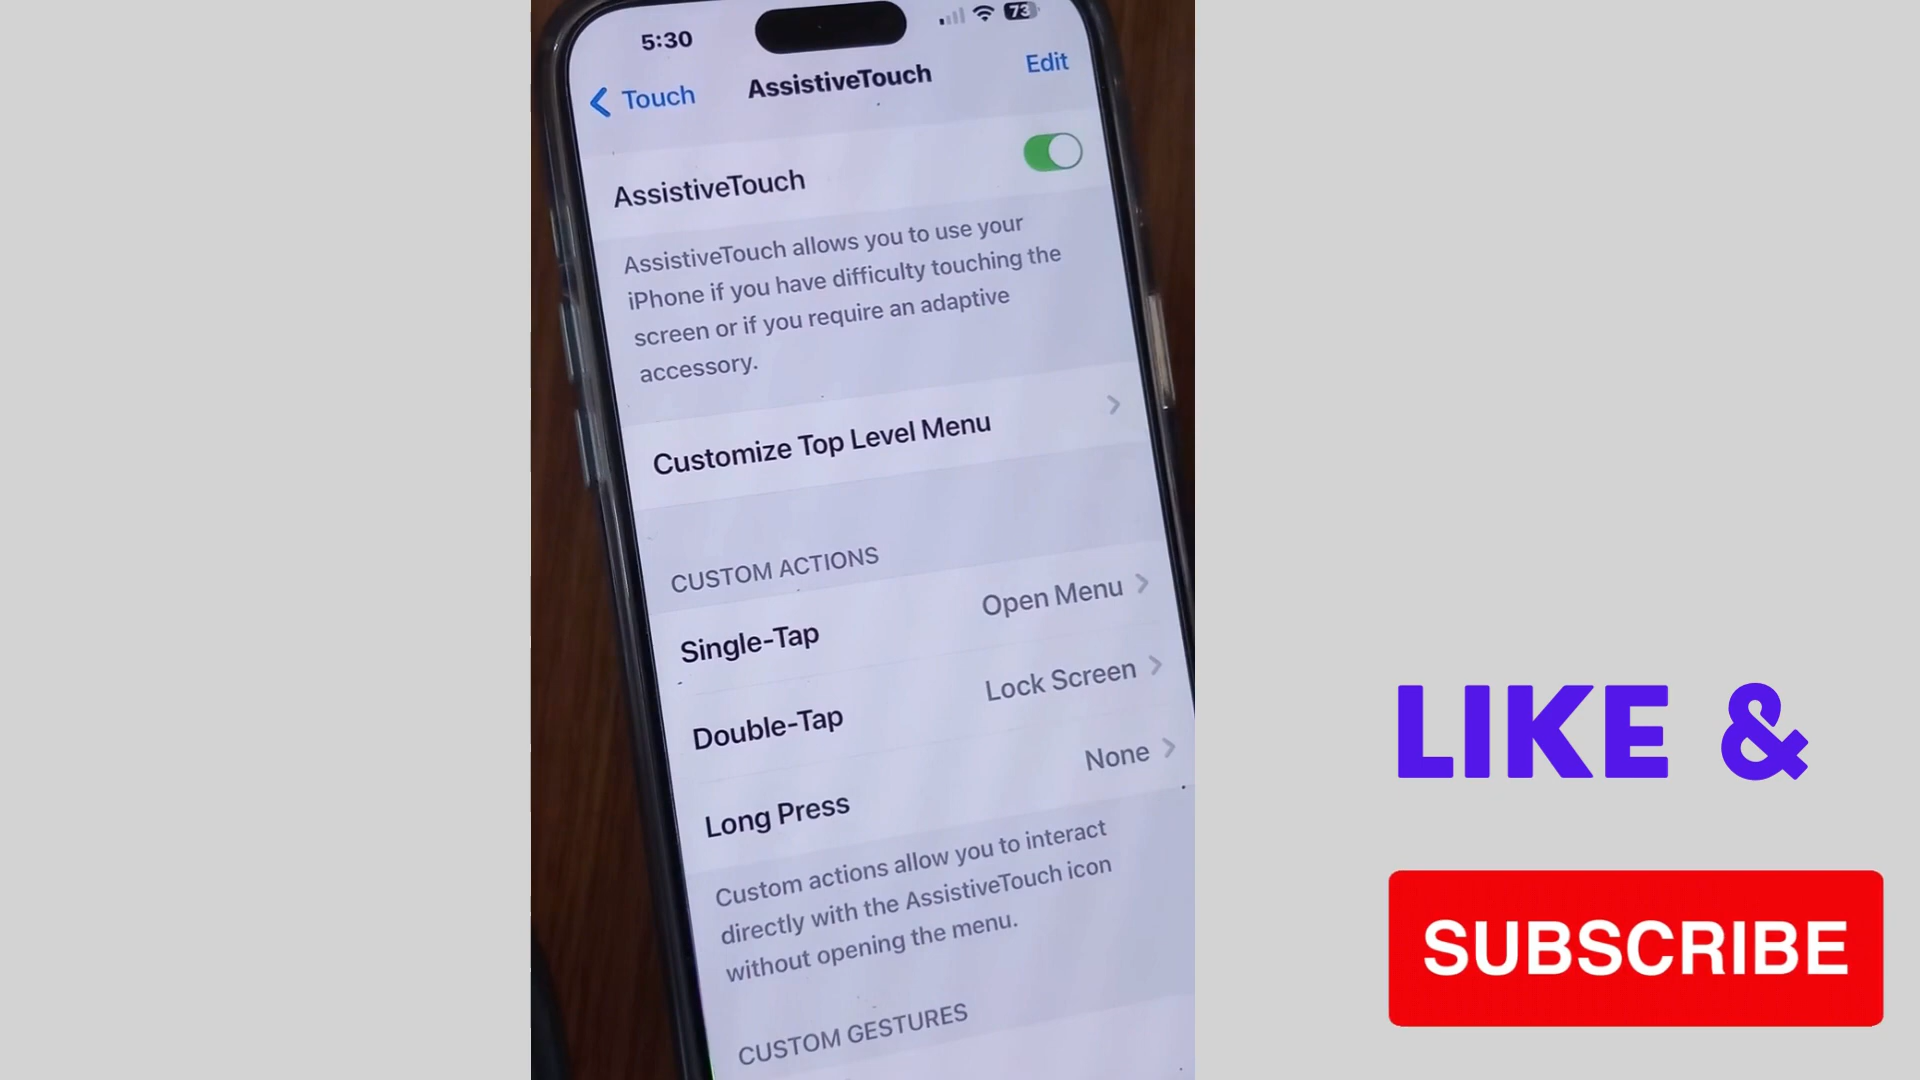 5:30
73
Touch
AssistiveTouch
Edit
AssistiveTouch
AssistiveTouch allows you to use your
iPhone if you have difficulty touching the
screen or if you require an adaptive
accessory.
Customize Top Level Menu
CUSTOM ACTIONS
Single-Tap Open Menu
Double-Tap Lock Screen
Long Press None
Custom actions allow you to interact
directly with the AssistiveTouch icon
without opening the menu.
CUSTOM GESTURES
LIKE &
SUBSCRIBE